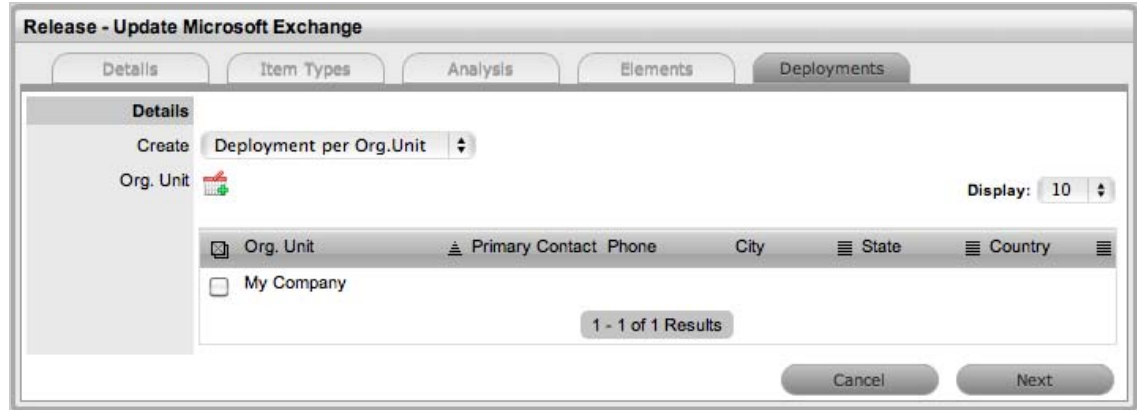 Release - Update Microsoft Exchange
Details Item Types Analysis Elements Deployments
Details
Create Deployment per Org.Unit
Org. Unit
Display: 10
Org. Unit Primary Contact Phone City State Country
My Company
1 - 1 of 1 Results
Cancel Next